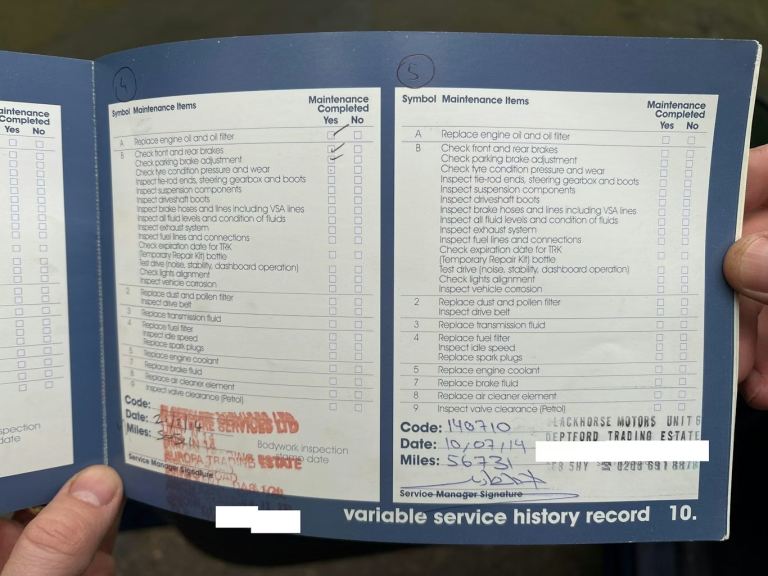 aintenance
Completed
Yes No
spection
date
4
Symbol Maintenance Items
Maintenance
Completed
Yes No
A Replace engine oil and oil filter
B Check front and rear brakes
Check parking brake adjustment
Check tyre condition pressure and wear
Inspect tie-rod ends, steering gearbox and boots
Inspect suspension components
Inspect driveshaft boots
Inspect brake hoses and lines including VSA lines
Inspect all fluid levels and condition of fluids
Inspect exhaust system
Inspect fuel lines and connections
Check expiration date for TRK
(Temporary Repair Kit) bottle
Test drive (noise, stability, dashboard operation)
Check lights alignment
Inspect vehicle corrosion
2 Replace dust and pollen filter
Inspect drive belt
3 Replace transmission fluid
4 Replace fuel filter
Inspect idle speed
Replace spark plugs
5 Replace engine coolant
7 Replace brake fluid
8 Replace air cleaner element
9 Inspect valve clearance (Petrol)
Code:
Date:
Miles:
SERVICES LTD
Bodywork inspection
date
EUROPA TRADING ESTATE
ROAD
Service Manager Signature
5
Symbol Maintenance Items
Maintenance
Completed
Yes No
A Replace engine oil and oil filter
B Check front and rear brakes
Check parking brake adjustment
Check tyre condition pressure and wear
Inspect tie-rod ends, steering gearbox and boots
Inspect suspension components
Inspect driveshaft boots
Inspect brake hoses and lines including VSA lines
Inspect all fluid levels and condition of fluids
Inspect exhaust system
Inspect fuel lines and connections
Check expiration date for TRK
(Temporary Repair Kit) bottle
Test drive (noise, stability, dashboard operation)
Check lights alignment
Inspect vehicle corrosion
2 Replace dust and pollen filter
Inspect drive belt
3 Replace transmission fluid
4 Replace fuel filter
Inspect idle speed
Replace spark plugs
5 Replace engine coolant
7 Replace brake fluid
8 Replace air cleaner element
9 Inspect valve clearance (Petrol)
Code: 140710
Date: 10/07/14
Miles: 56731
BLACKHORSE MOTORS UNIT 6
DEPTFORD TRADING ESTATE
SE8 5HY ☎ 0208 691 8876
Service Manager Signature
variable service history record 10.